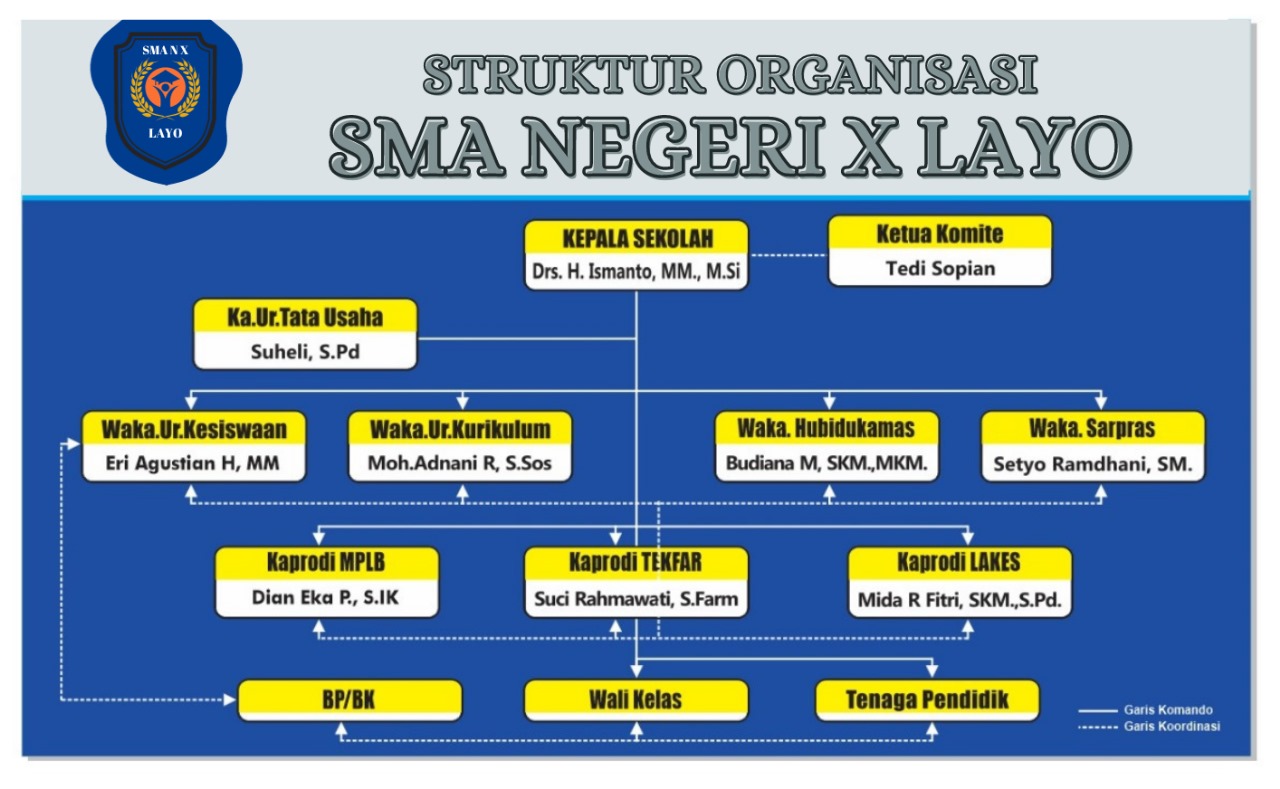 SMA N X
LAYO
STRUKTUR ORGANISASI
SMA NEGERI X LAYO
KEPALA SEKOLAH
Drs. H. Ismanto, MM., M.Si
Ketua Komite
Tedi Sopian
Ka.Ur.Tata Usaha
Suheli, S.Pd
Waka.Ur.Kesiswaan
Eri Agustian H, MM
Waka.Ur.Kurikulum
Moh.Adnani R, S.Sos
Waka. Hubidukamas
Budiana M, SKM.,MKM.
Waka. Sarpras
Setyo Ramdhani, SM.
Kaprodi MPLB
Dian Eka P., S.IK
Kaprodi TEKFAR
Suci Rahmawati, S.Farm
Kaprodi LAKES
Mida R Fitri, SKM.,S.Pd.
BP/BK
Wali Kelas
Tenaga Pendidik
Garis Komando
Garis Koordinasi